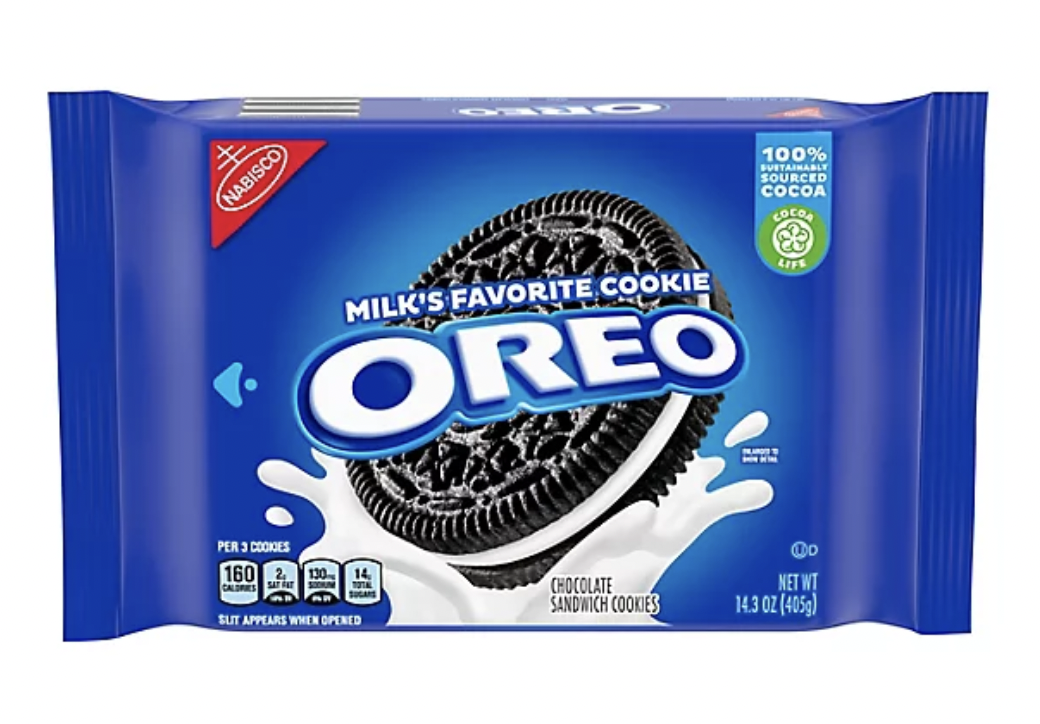 OREO
NABISCO
100%
SUSTAINABLY
SOURCED
COCOA
COCOA
LIFE
MILK'S FAVORITE COOKIE
OREO
ENLARGED TO
SHOW DETAIL
PER 3 COOKIES
160
CALORIES
2g
SAT FAT
130mg
SODIUM
14g
TOTAL
SUGARS
SLIT APPEARS WHEN OPENED
CHOCOLATE
SANDWICH COOKIES
U D
NET WT
14.3 OZ (405g)